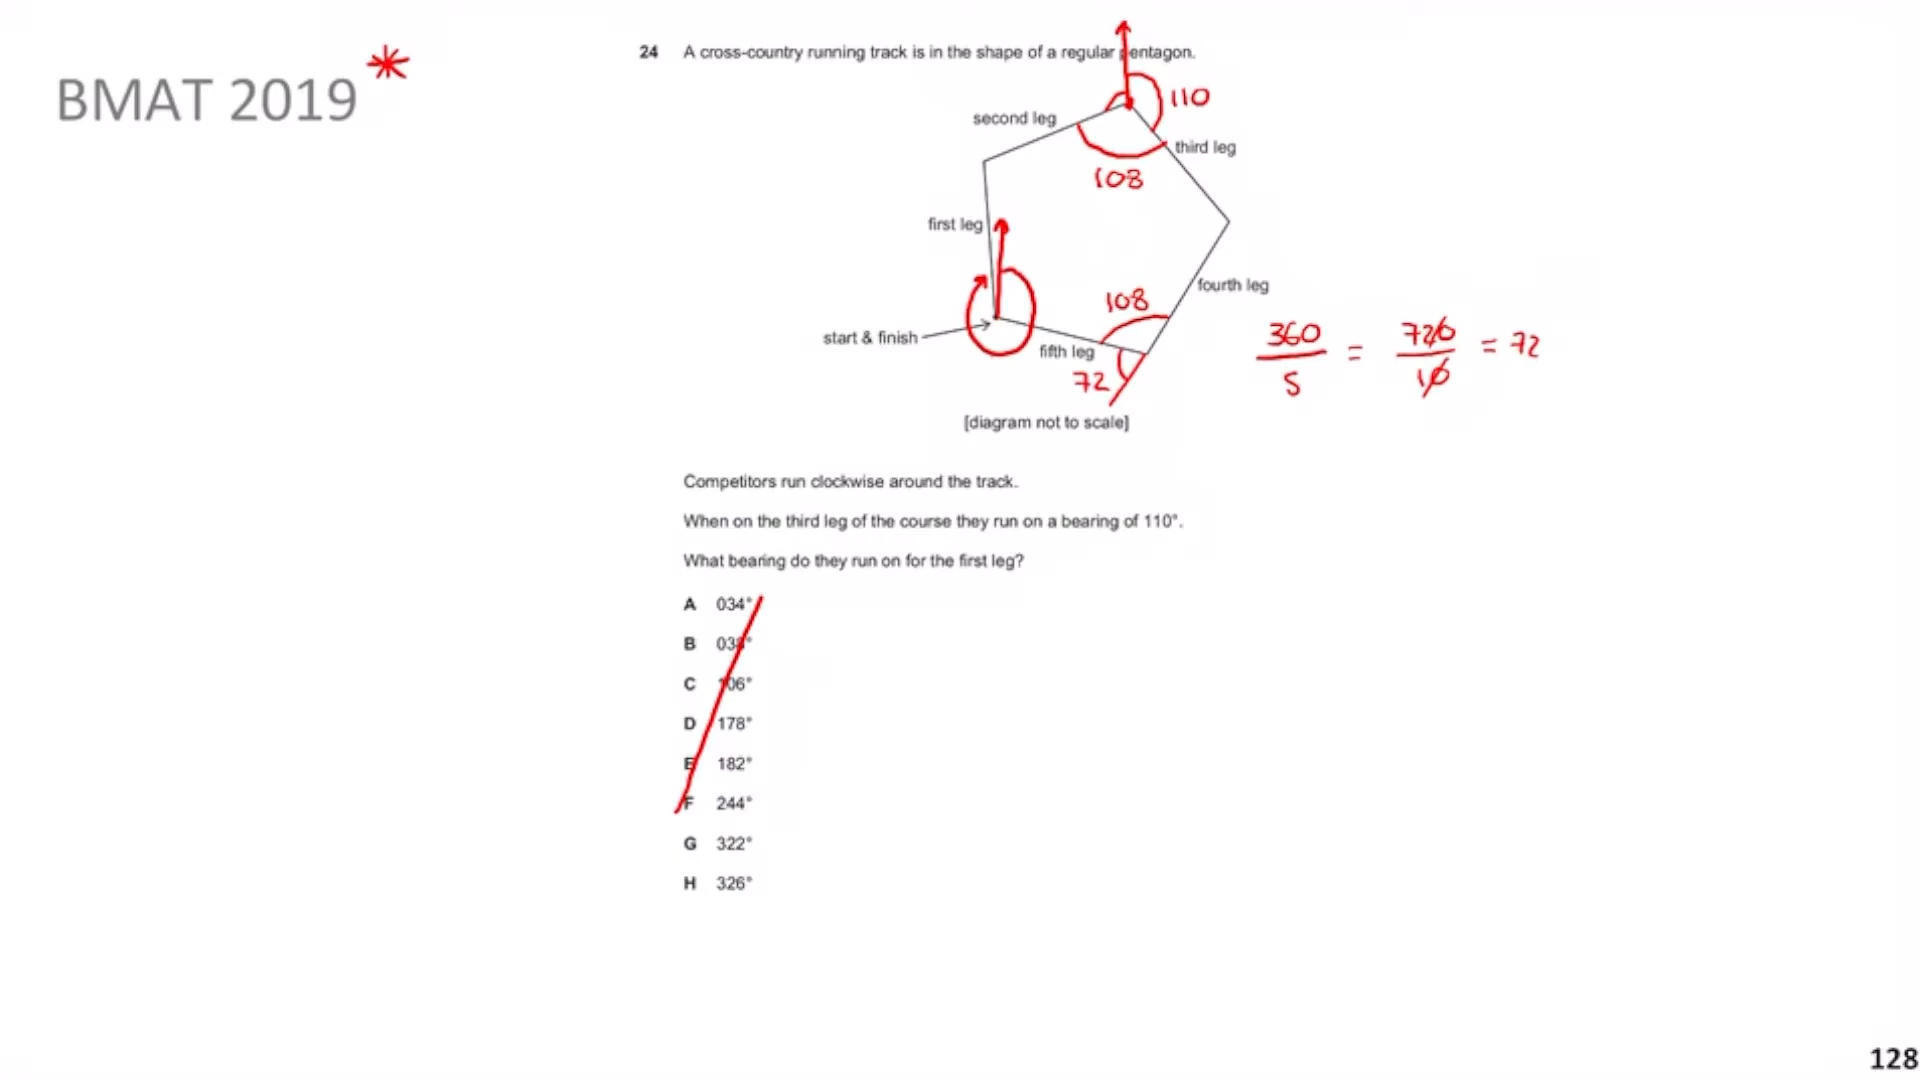 BMAT 2019 *
24 A cross-country running track is in the shape of a regular pentagon.
110
second leg
third leg
108
first leg
fourth leg
108
start & finish
fifth leg
72
360/5 = 720/10 = 72
[diagram not to scale]
Competitors run clockwise around the track.
When on the third leg of the course they run on a bearing of 110°.
What bearing do they run on for the first leg?
A 034°
B 038°
C 106°
D 178°
E 182°
F 244°
G 322°
H 326°
128